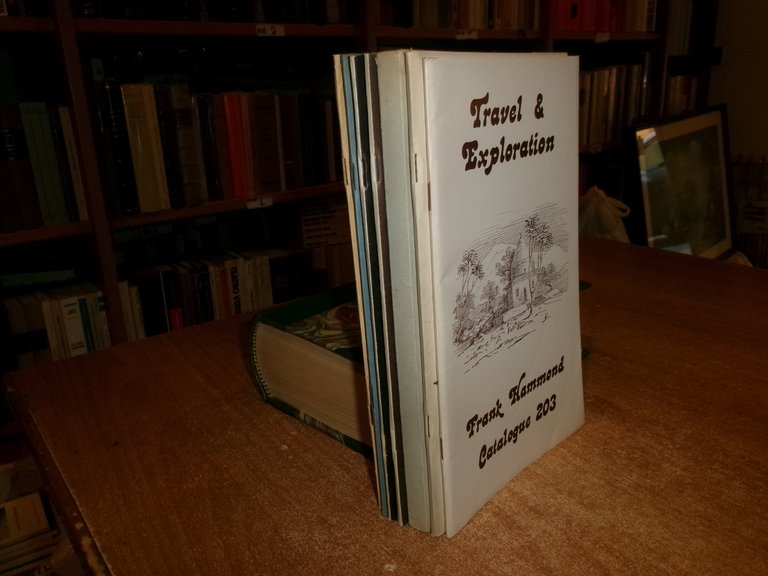 Travel &
Exploration
Frank Hammond
Catalogue 203